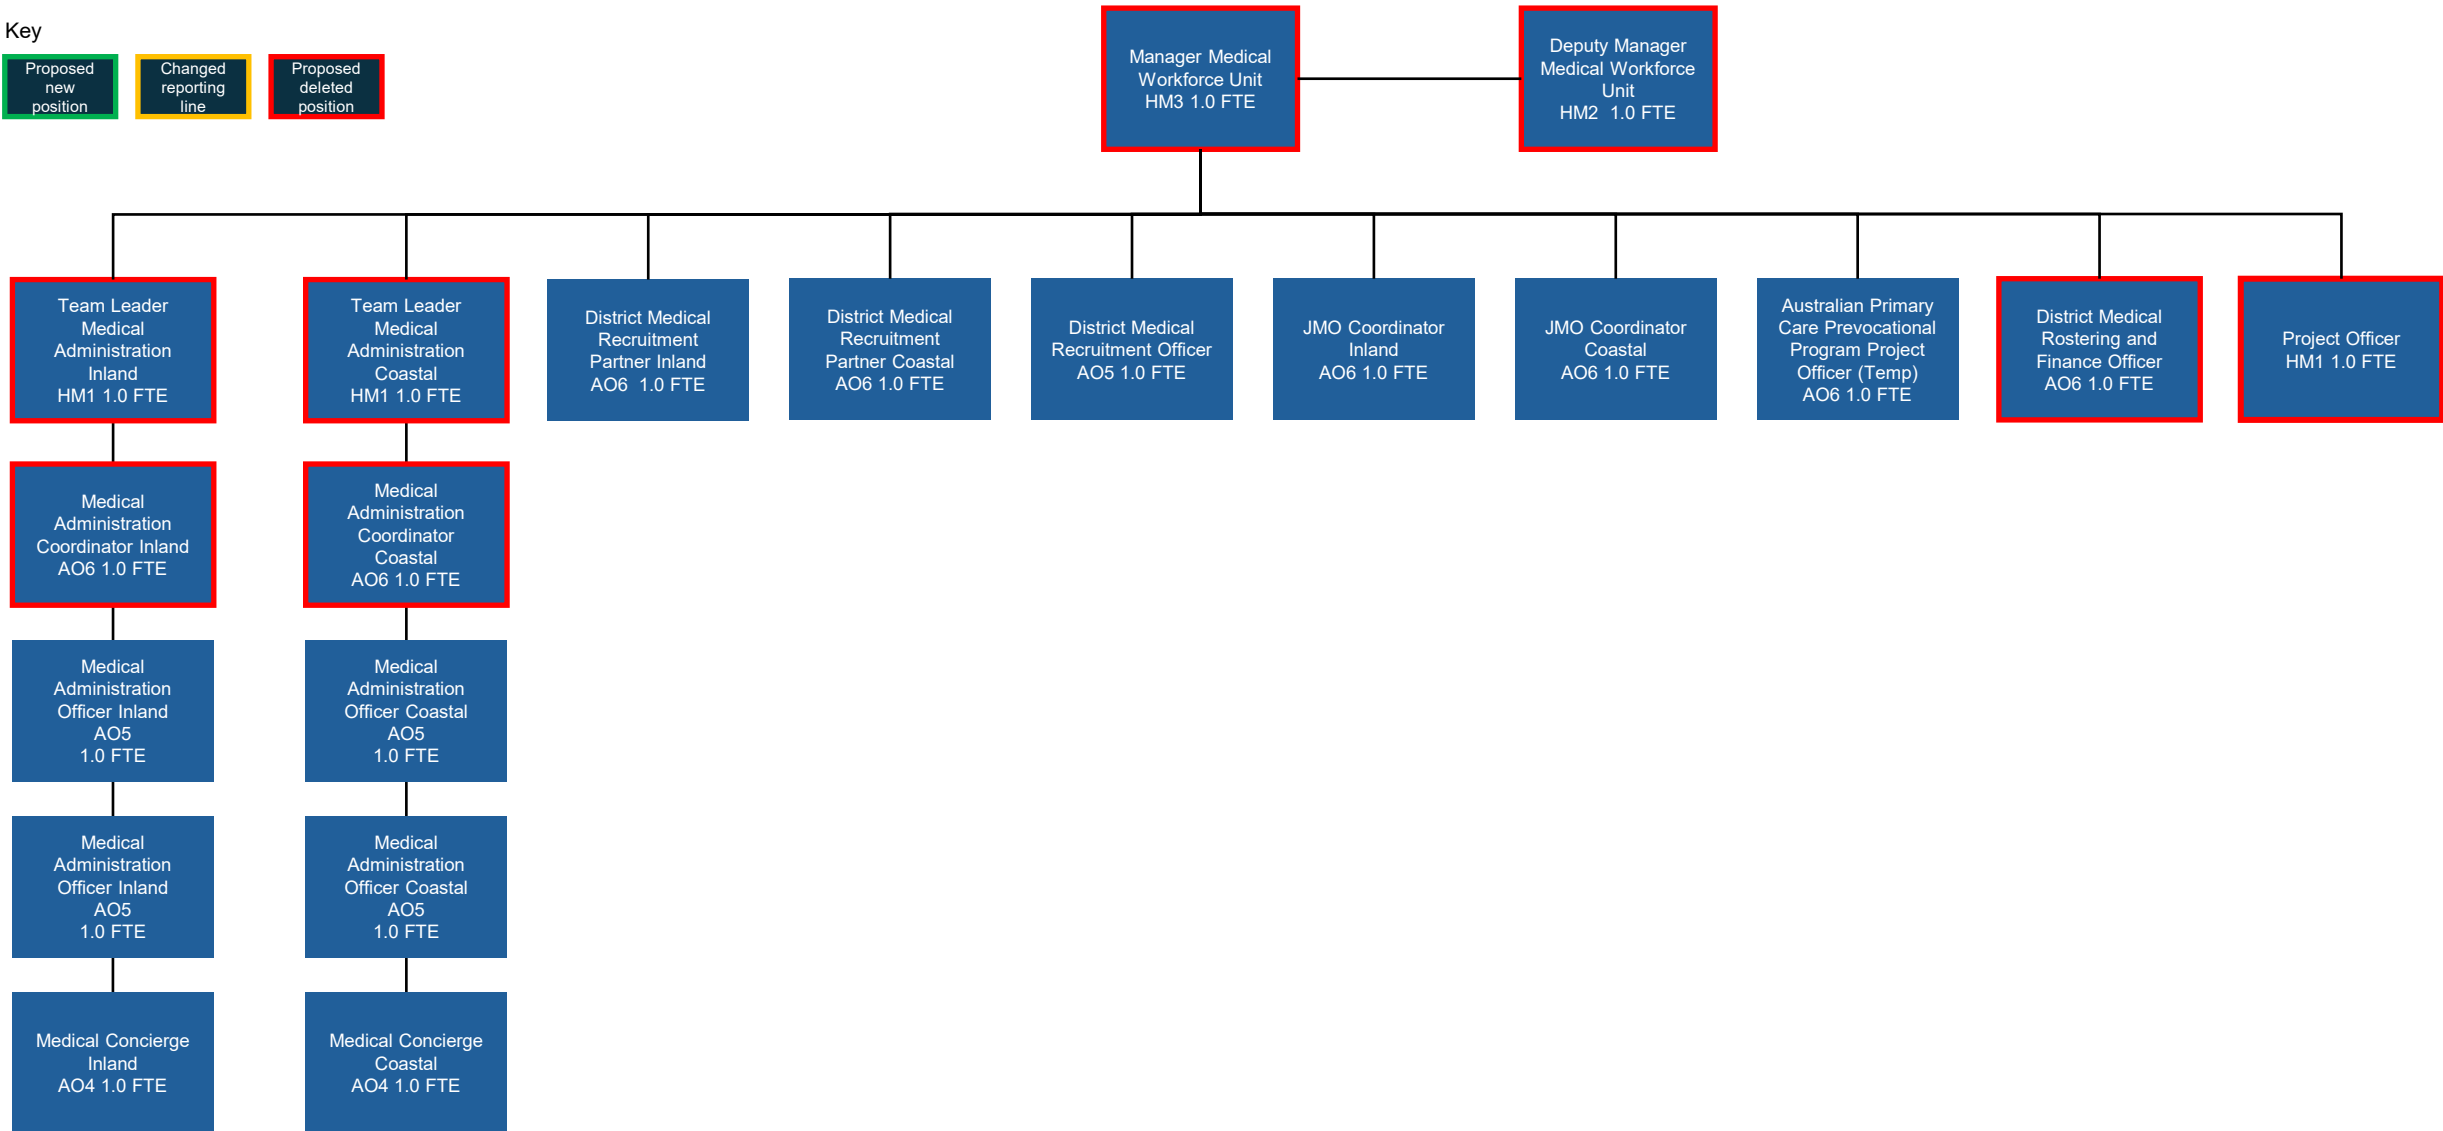 Key
Proposed
new
position
Changed
reporting
line
Proposed
deleted
position
Manager Medical
Workforce Unit
HM3 1.0 FTE
Deputy Manager
Medical Workforce
Unit
HM2 1.0 FTE
Team Leader
Medical
Administration
Inland
HM1 1.0 FTE
Team Leader
Medical
Administration
Coastal
HM1 1.0 FTE
District Medical
Recruitment
Partner Inland
AO6 1.0 FTE
District Medical
Recruitment
Partner Coastal
AO6 1.0 FTE
District Medical
Recruitment Officer
AO5 1.0 FTE
JMO Coordinator
Inland
AO6 1.0 FTE
JMO Coordinator
Coastal
AO6 1.0 FTE
Australian Primary
Care Prevocational
Program Project
Officer (Temp)
AO6 1.0 FTE
District Medical
Rostering and
Finance Officer
AO6 1.0 FTE
Project Officer
HM1 1.0 FTE
Medical
Administration
Coordinator Inland
AO6 1.0 FTE
Medical
Administration
Coordinator
Coastal
AO6 1.0 FTE
Medical
Administration
Officer Inland
AO5
1.0 FTE
Medical
Administration
Officer Coastal
AO5
1.0 FTE
Medical
Administration
Officer Inland
AO5
1.0 FTE
Medical
Administration
Officer Coastal
AO5
1.0 FTE
Medical Concierge
Inland
AO4 1.0 FTE
Medical Concierge
Coastal
AO4 1.0 FTE